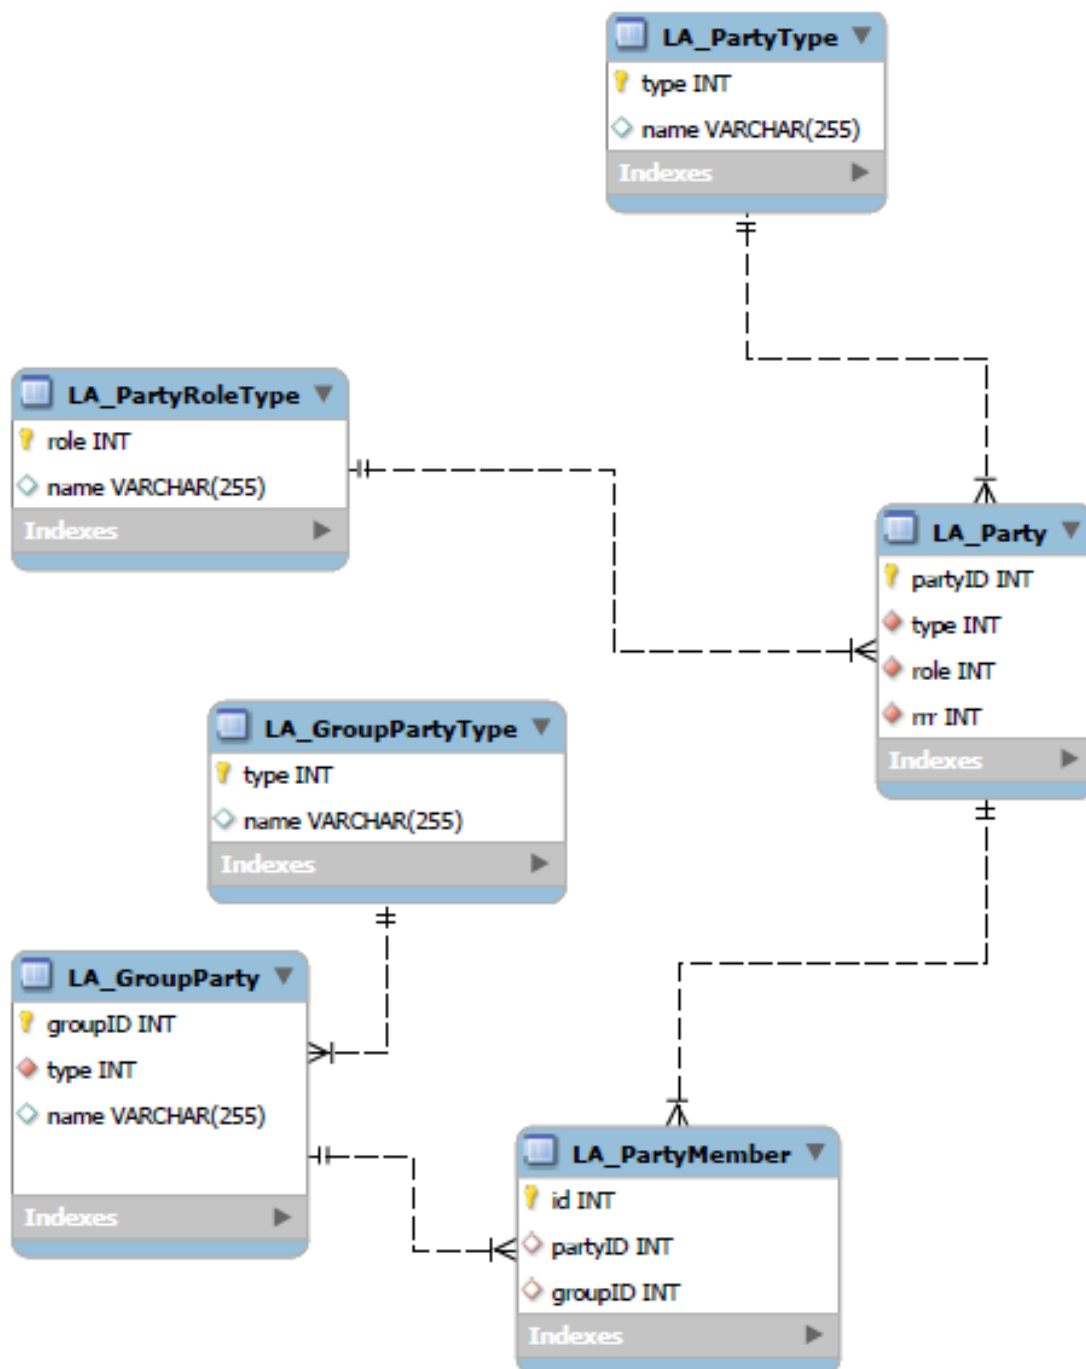 LA_PartyType
type INT
name VARCHAR(255)
Indexes
LA_PartyRoleType
role INT
name VARCHAR(255)
Indexes
LA_Party
partyID INT
type INT
role INT
rrr INT
Indexes
LA_GroupPartyType
type INT
name VARCHAR(255)
Indexes
LA_GroupParty
groupID INT
type INT
name VARCHAR(255)
Indexes
LA_PartyMember
id INT
partyID INT
groupID INT
Indexes